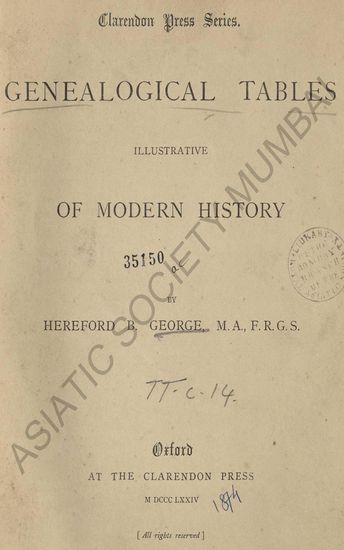 Clarendon Press Series.
GENEALOGICAL TABLES
ILLUSTRATIVE
OF MODERN HISTORY
35150
BY
HEREFORD B. GEORGE, M.A., F.R.G.S.
TT-C-14.
Oxford
AT THE CLARENDON PRESS
M DCCC LXXIV
1874
[ All rights reserved ]
ASIATIC SOCIETY MUMBAI